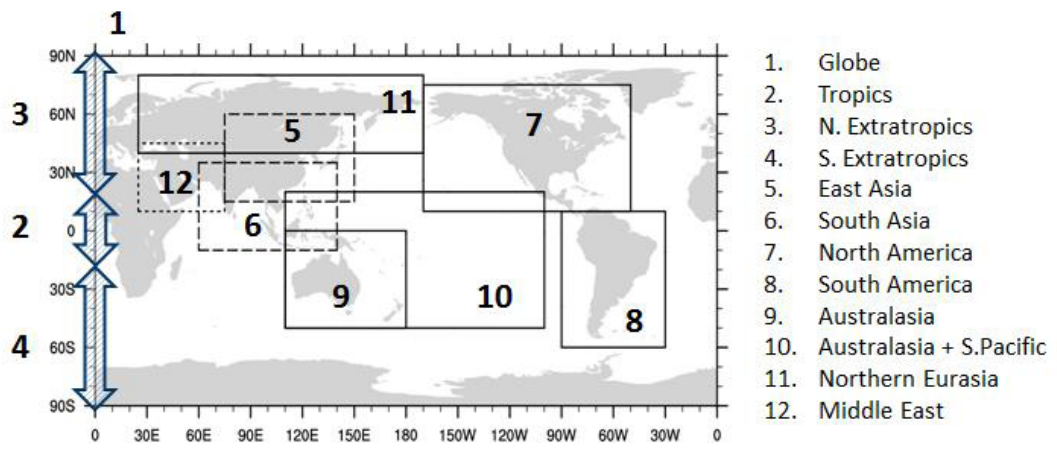 1
90N
3
60N
30N
2
0
30S
4
60S
90S
11
5
7
12
6
9
10
8
0 30E 60E 90E 120E 150E 180 150W 120W 90W 60W 30W 0
1. Globe
2. Tropics
3. N. Extratropics
4. S. Extratropics
5. East Asia
6. South Asia
7. North America
8. South America
9. Australasia
10. Australasia + S.Pacific
11. Northern Eurasia
12. Middle East